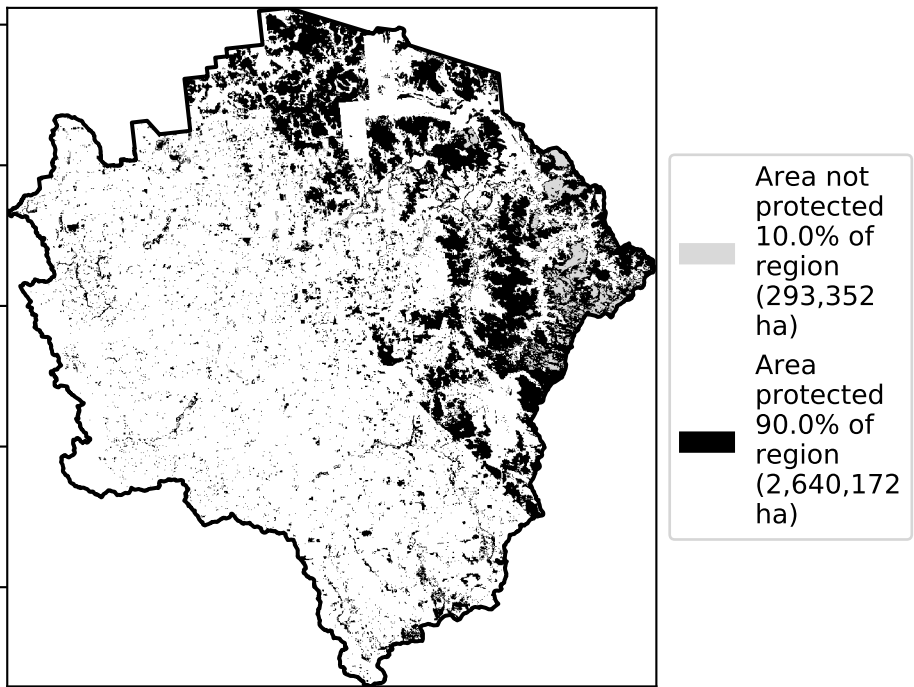 Area not
protected
10.0% of
region
(293,352
ha)
Area
protected
90.0% of
region
(2,640,172
ha)